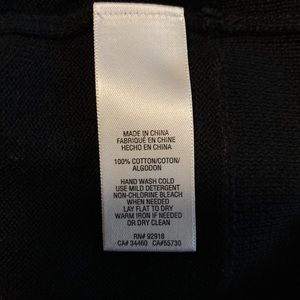 MADE IN CHINA
FABRIQUÉ EN CHINE
HECHO EN CHINA
100% COTTON/COTON/
ALGODON
HAND WASH COLD
USE MILD DETERGENT
NON-CHLORINE BLEACH
WHEN NEEDED
LAY FLAT TO DRY
WARM IRON IF NEEDED
OR DRY CLEAN
RN# 92918
CA# 34460 CA#55730